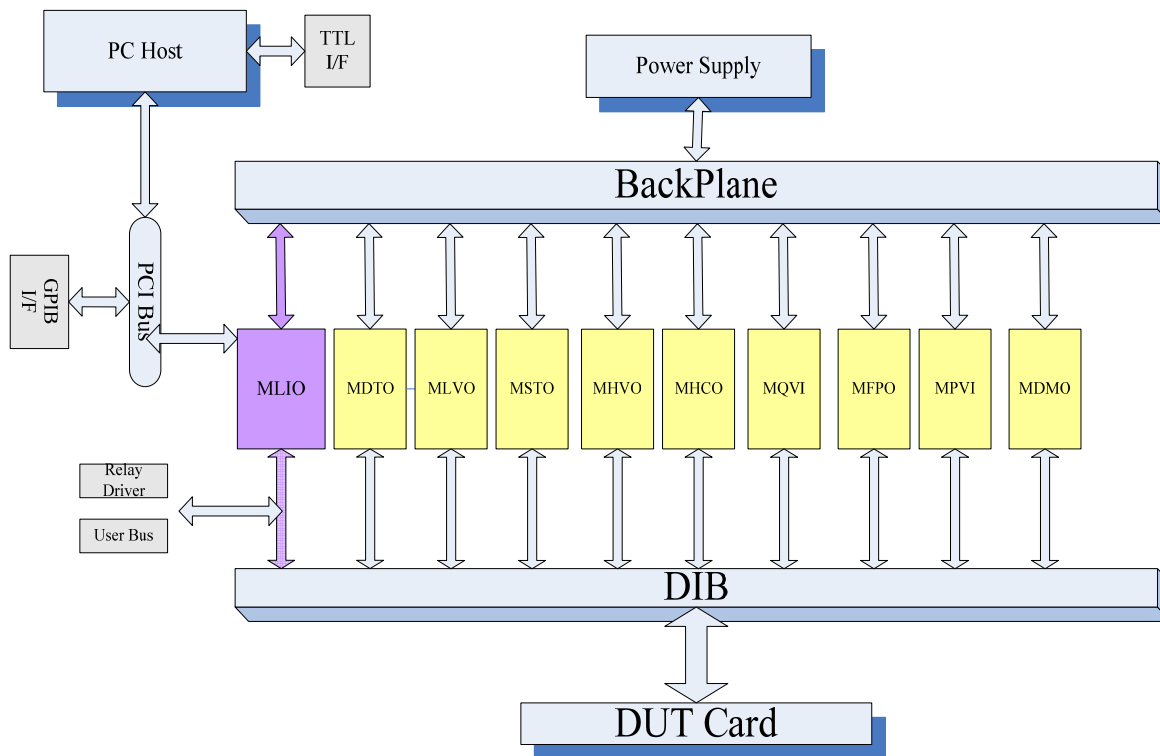 PC Host
TTL
I/F
Power Supply
BackPlane
GPIB
I/F
PCI Bus
MLIO
MDTO
MLVO
MSTO
MHVO
MHCO
MQVI
MFPO
MPVI
MDMO
Relay
Driver
User Bus
DIB
DUT Card